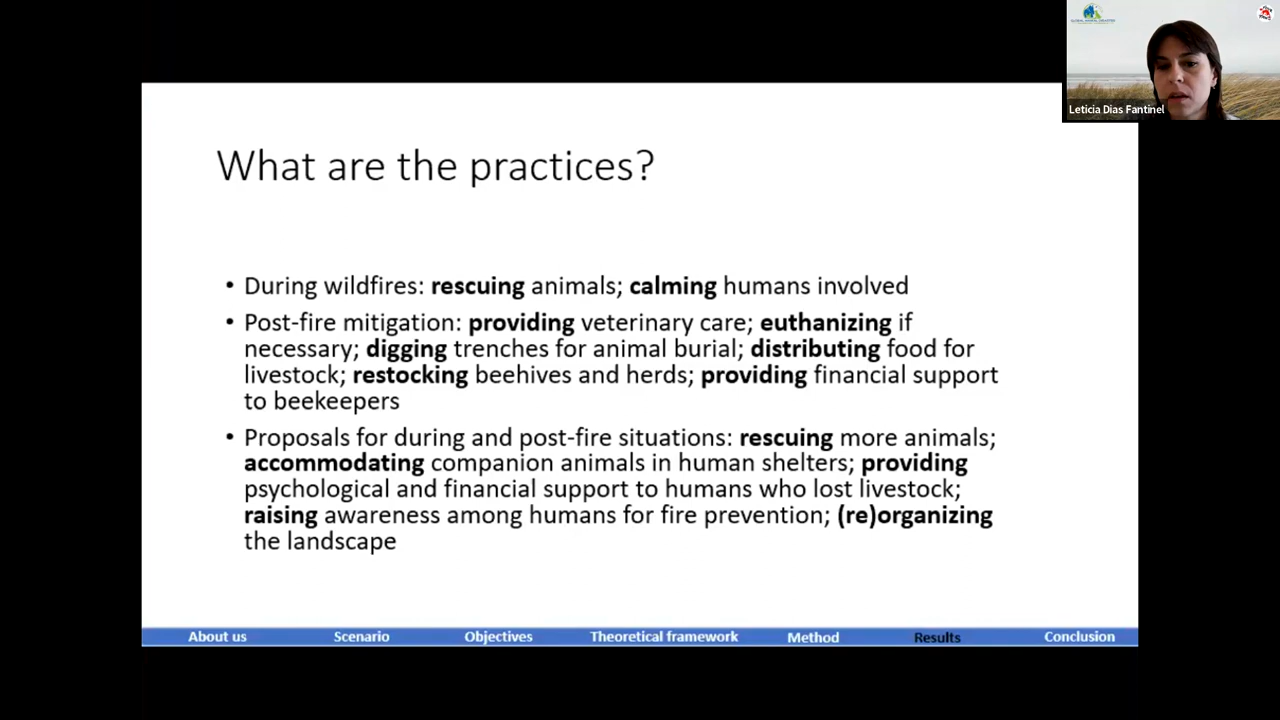 Leticia Dias Fantinel
What are the practices?
• During wildfires: rescuing animals; calming humans involved
• Post-fire mitigation: providing veterinary care; euthanizing if
necessary; digging trenches for animal burial; distributing food for
livestock; restocking beehives and herds; providing financial support
to beekeepers
• Proposals for during and post-fire situations: rescuing more animals;
accommodating companion animals in human shelters; providing
psychological and financial support to humans who lost livestock;
raising awareness among humans for fire prevention; (re)organizing
the landscape
About us Scenario Objectives Theoretical framework Method Results Conclusion